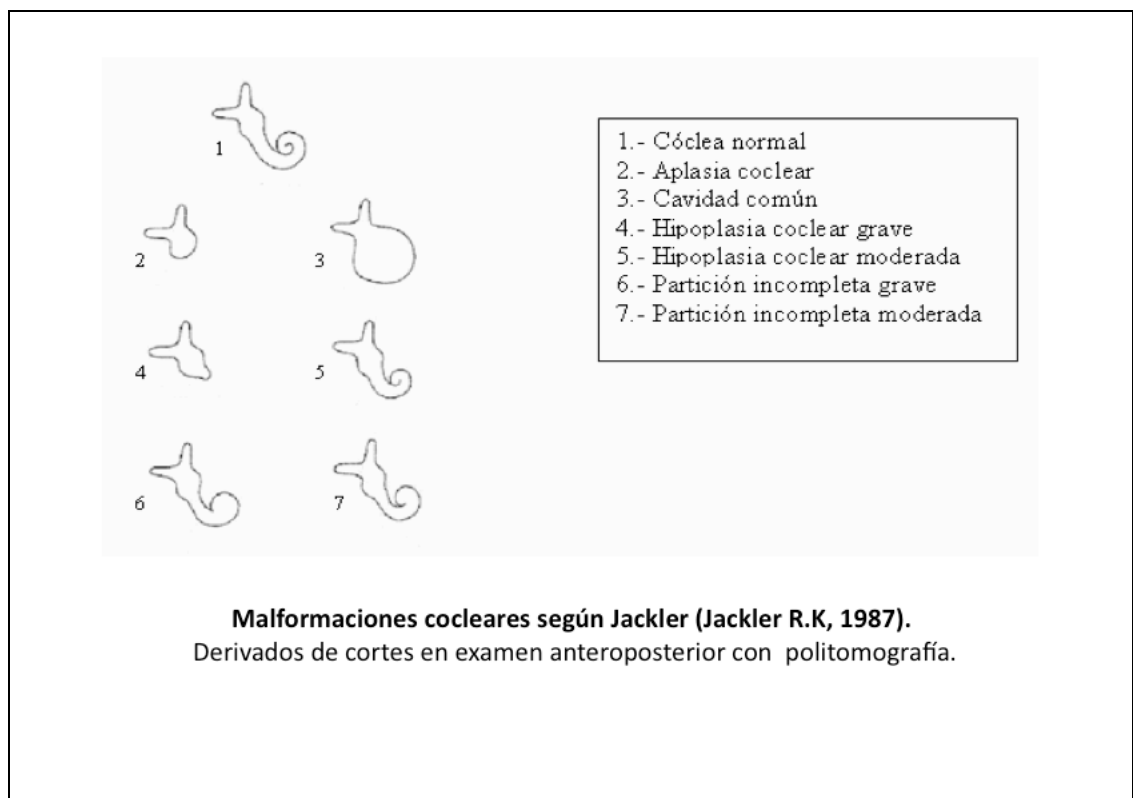 1
2
3
4
5
6
7
1.- Cóclea normal
2.- Aplasia coclear
3.- Cavidad común
4.- Hipoplasia coclear grave
5.- Hipoplasia coclear moderada
6.- Partición incompleta grave
7.- Partición incompleta moderada
Malformaciones cocleares según Jackler (Jackler R.K, 1987).
Derivados de cortes en examen anteroposterior con politomografía.